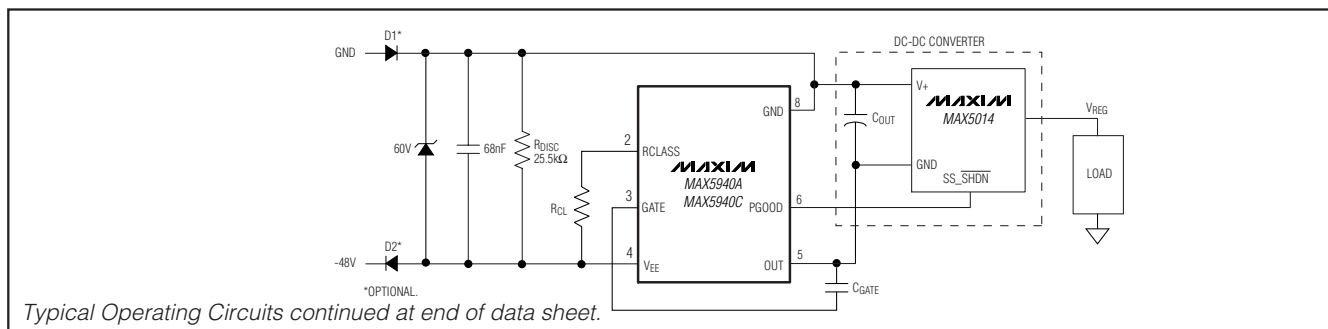 D1*
GND
DC-DC CONVERTER
V+
MAXIM
MAX5014
GND
8
COUT
VREG
60V
68nF
RDISC
25.5kΩ
2
RCLASS
MAXIM
MAX5940A
MAX5940C
GND
SS_SHDN
LOAD
RCL
3
GATE
PGOOD
6
D2*
-48V
4
VEE
OUT
5
CGATE
*OPTIONAL.
Typical Operating Circuits continued at end of data sheet.